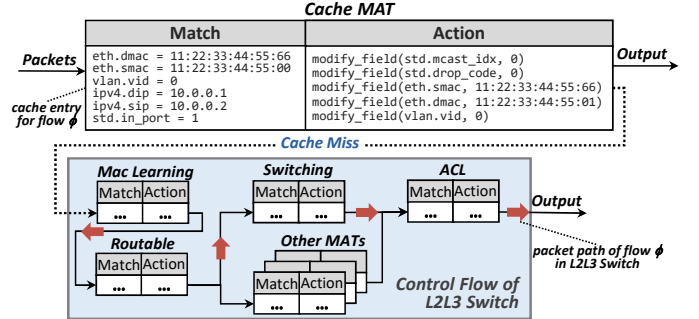 Cache MAT
Match Action
Packets
Output
eth.dmac = 11:22:33:44:55:66
eth.smac = 11:22:33:44:55:00
vlan.vid = 0
ipv4.dip = 10.0.0.1
ipv4.sip = 10.0.0.2
std.in_port = 1
modify_field(std.mcast_idx, 0)
modify_field(std.drop_code, 0)
modify_field(eth.smac, 11:22:33:44:55:66)
modify_field(eth.dmac, 11:22:33:44:55:01)
modify_field(vlan.vid, 0)
cache entry
for flow ϕ
Cache Miss
Mac Learning
Match Action
... ...
Switching
Match Action
... ...
ACL
Match Action
... ...
Output
Routable
Match Action
... ...
Other MATs
Match Action
... ...
packet path of flow ϕ
in L2L3 Switch
Control Flow of
L2L3 Switch